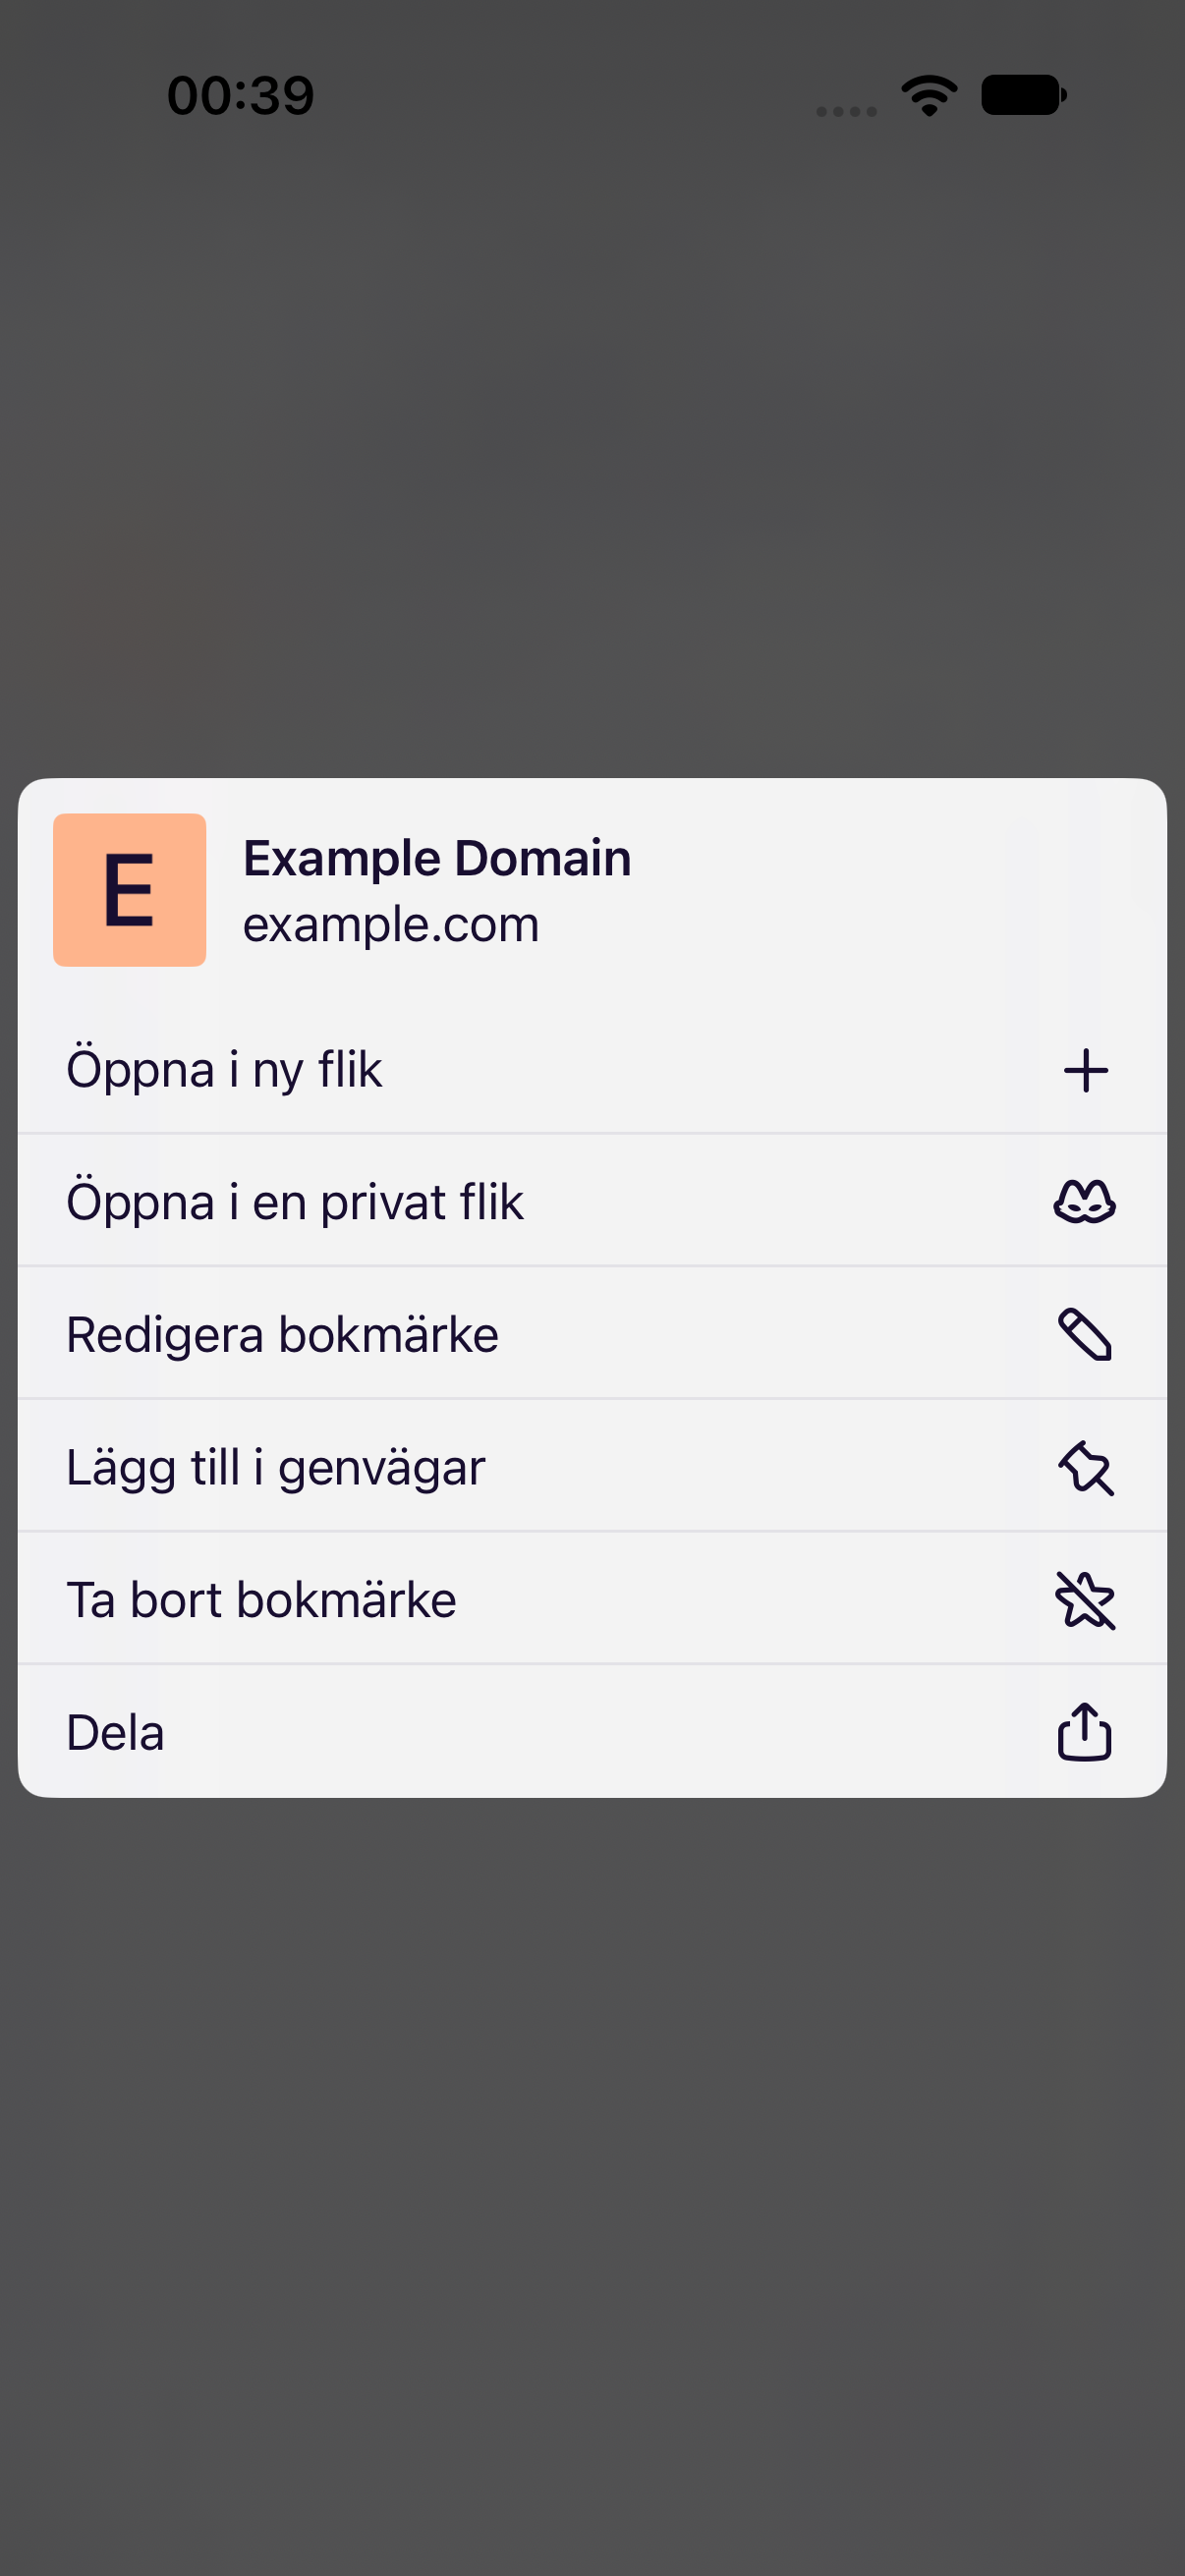 00:39
E
Example Domain
example.com
Öppna i ny flik
Öppna i en privat flik
Redigera bokmärke
Lägg till i genvägar
Ta bort bokmärke
Dela